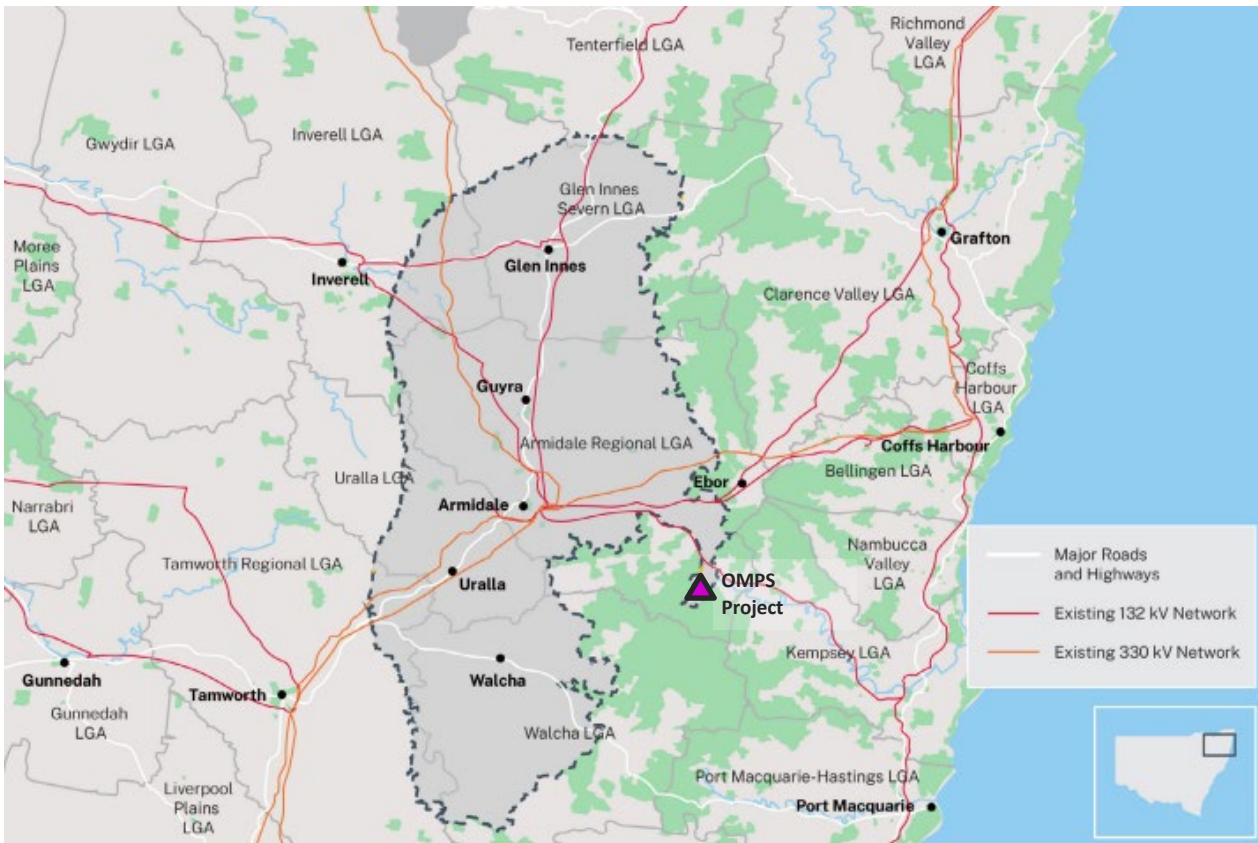 Richmond
Valley
LGA
Tenterfield LGA
Inverell LGA
Gwydir LGA
Glen Innes
Severn LGA
Moree
Plains
LGA
Grafton
Glen Innes
Inverell
Clarence Valley LGA
Coffs
Harbour
LGA
Guyra
Armidale Regional LGA
Coffs Harbour
Bellingen LGA
Uralla LGA
Ebor
Narrabri
LGA
Armidale
Tamworth Regional LGA
Nambucca
Valley
LGA
Uralla
OMPS
Project
Kempsey LGA
Gunnedah
Walcha
Tamworth
Gunnedah
LGA
Walcha LGA
Port Macquarie-Hastings LGA
Liverpool
Plains
LGA
Port Macquarie
Major Roads
and Highways
Existing 132 kV Network
Existing 330 kV Network